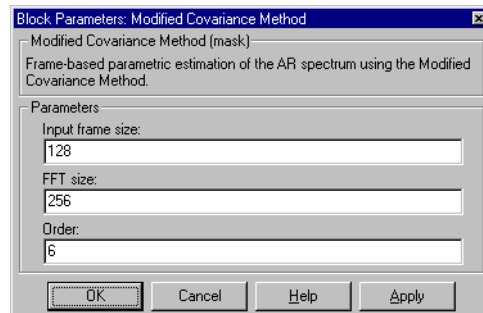 Block Parameters: Modified Covariance Method
Modified Covariance Method (mask)
Frame-based parametric estimation of the AR spectrum using the Modified
Covariance Method.
Parameters
Input frame size:
128
FFT size:
256
Order:
6
OK Cancel Help Apply